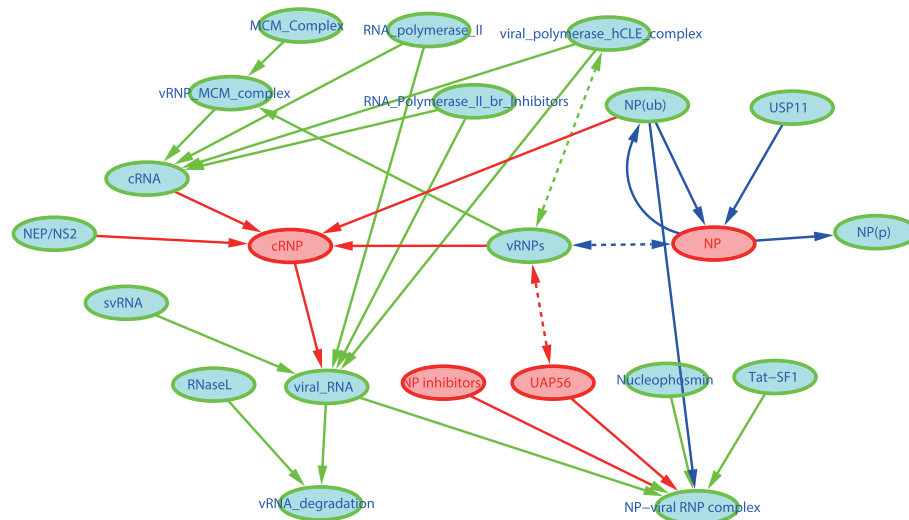 MCM_Complex
RNA_polymerase_II
viral_polymerase_hCLE_complex
vRNP_MCM_complex
RNA_Polymerase_II_br_Inhibitors
NP(ub)
USP11
cRNA
NEP/NS2
cRNP
vRNPs
NP
NP(p)
svRNA
RNaseL
viral_RNA
NP inhibitors
UAP56
Nucleophosmin
Tat−SF1
vRNA_degradation
NP−viral RNP complex